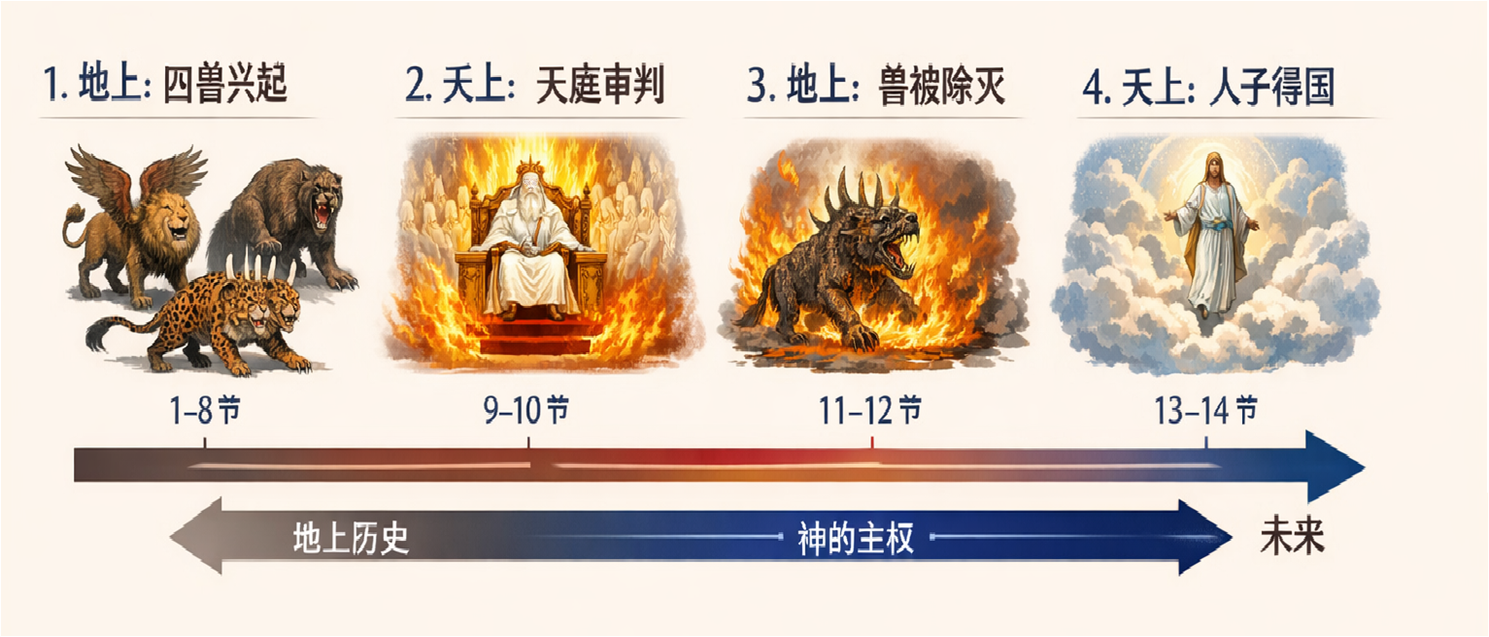 1. 地上: 四兽兴起
2. 天上: 天庭审判
3. 地上: 兽被除灭
4. 天上: 人子得国
1–8 节
9–10 节
11–12 节
13–14 节
地上历史
神的主权
未来